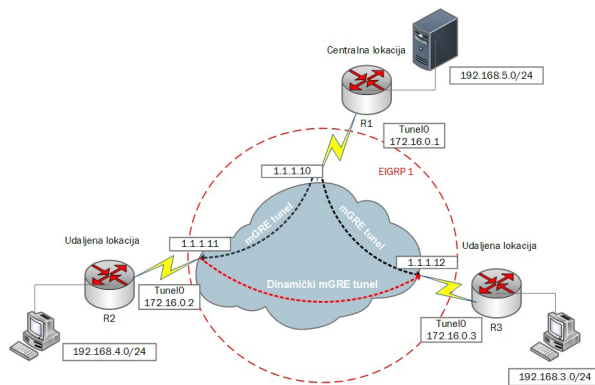 Centralna lokacija
192.168.5.0/24
R1
Tunel0
172.16.0.1
1.1.1.10
EIGRP 1
mGRE tunel
mGRE tunel
Udaljena lokacija
1.1.1.11
1.1.1.12
Udaljena lokacija
Dinamički mGRE tunel
R2
Tunel0
172.16.0.2
Tunel0
172.16.0.3
R3
192.168.4.0/24
192.168.3.0/24